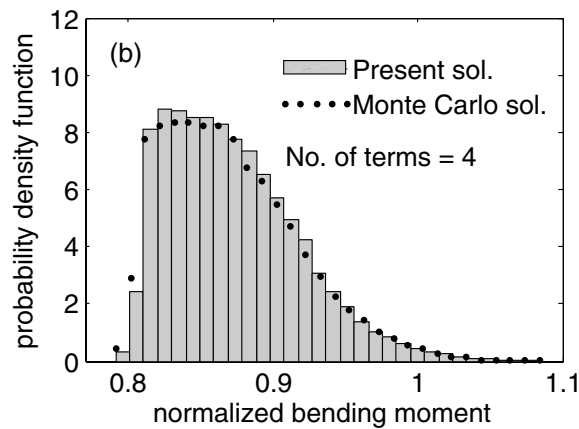 (b)
Present sol.
Monte Carlo sol.
No. of terms = 4
probability density function
12
10
8
6
4
2
0
0.8
0.9
1
1.1
normalized bending moment